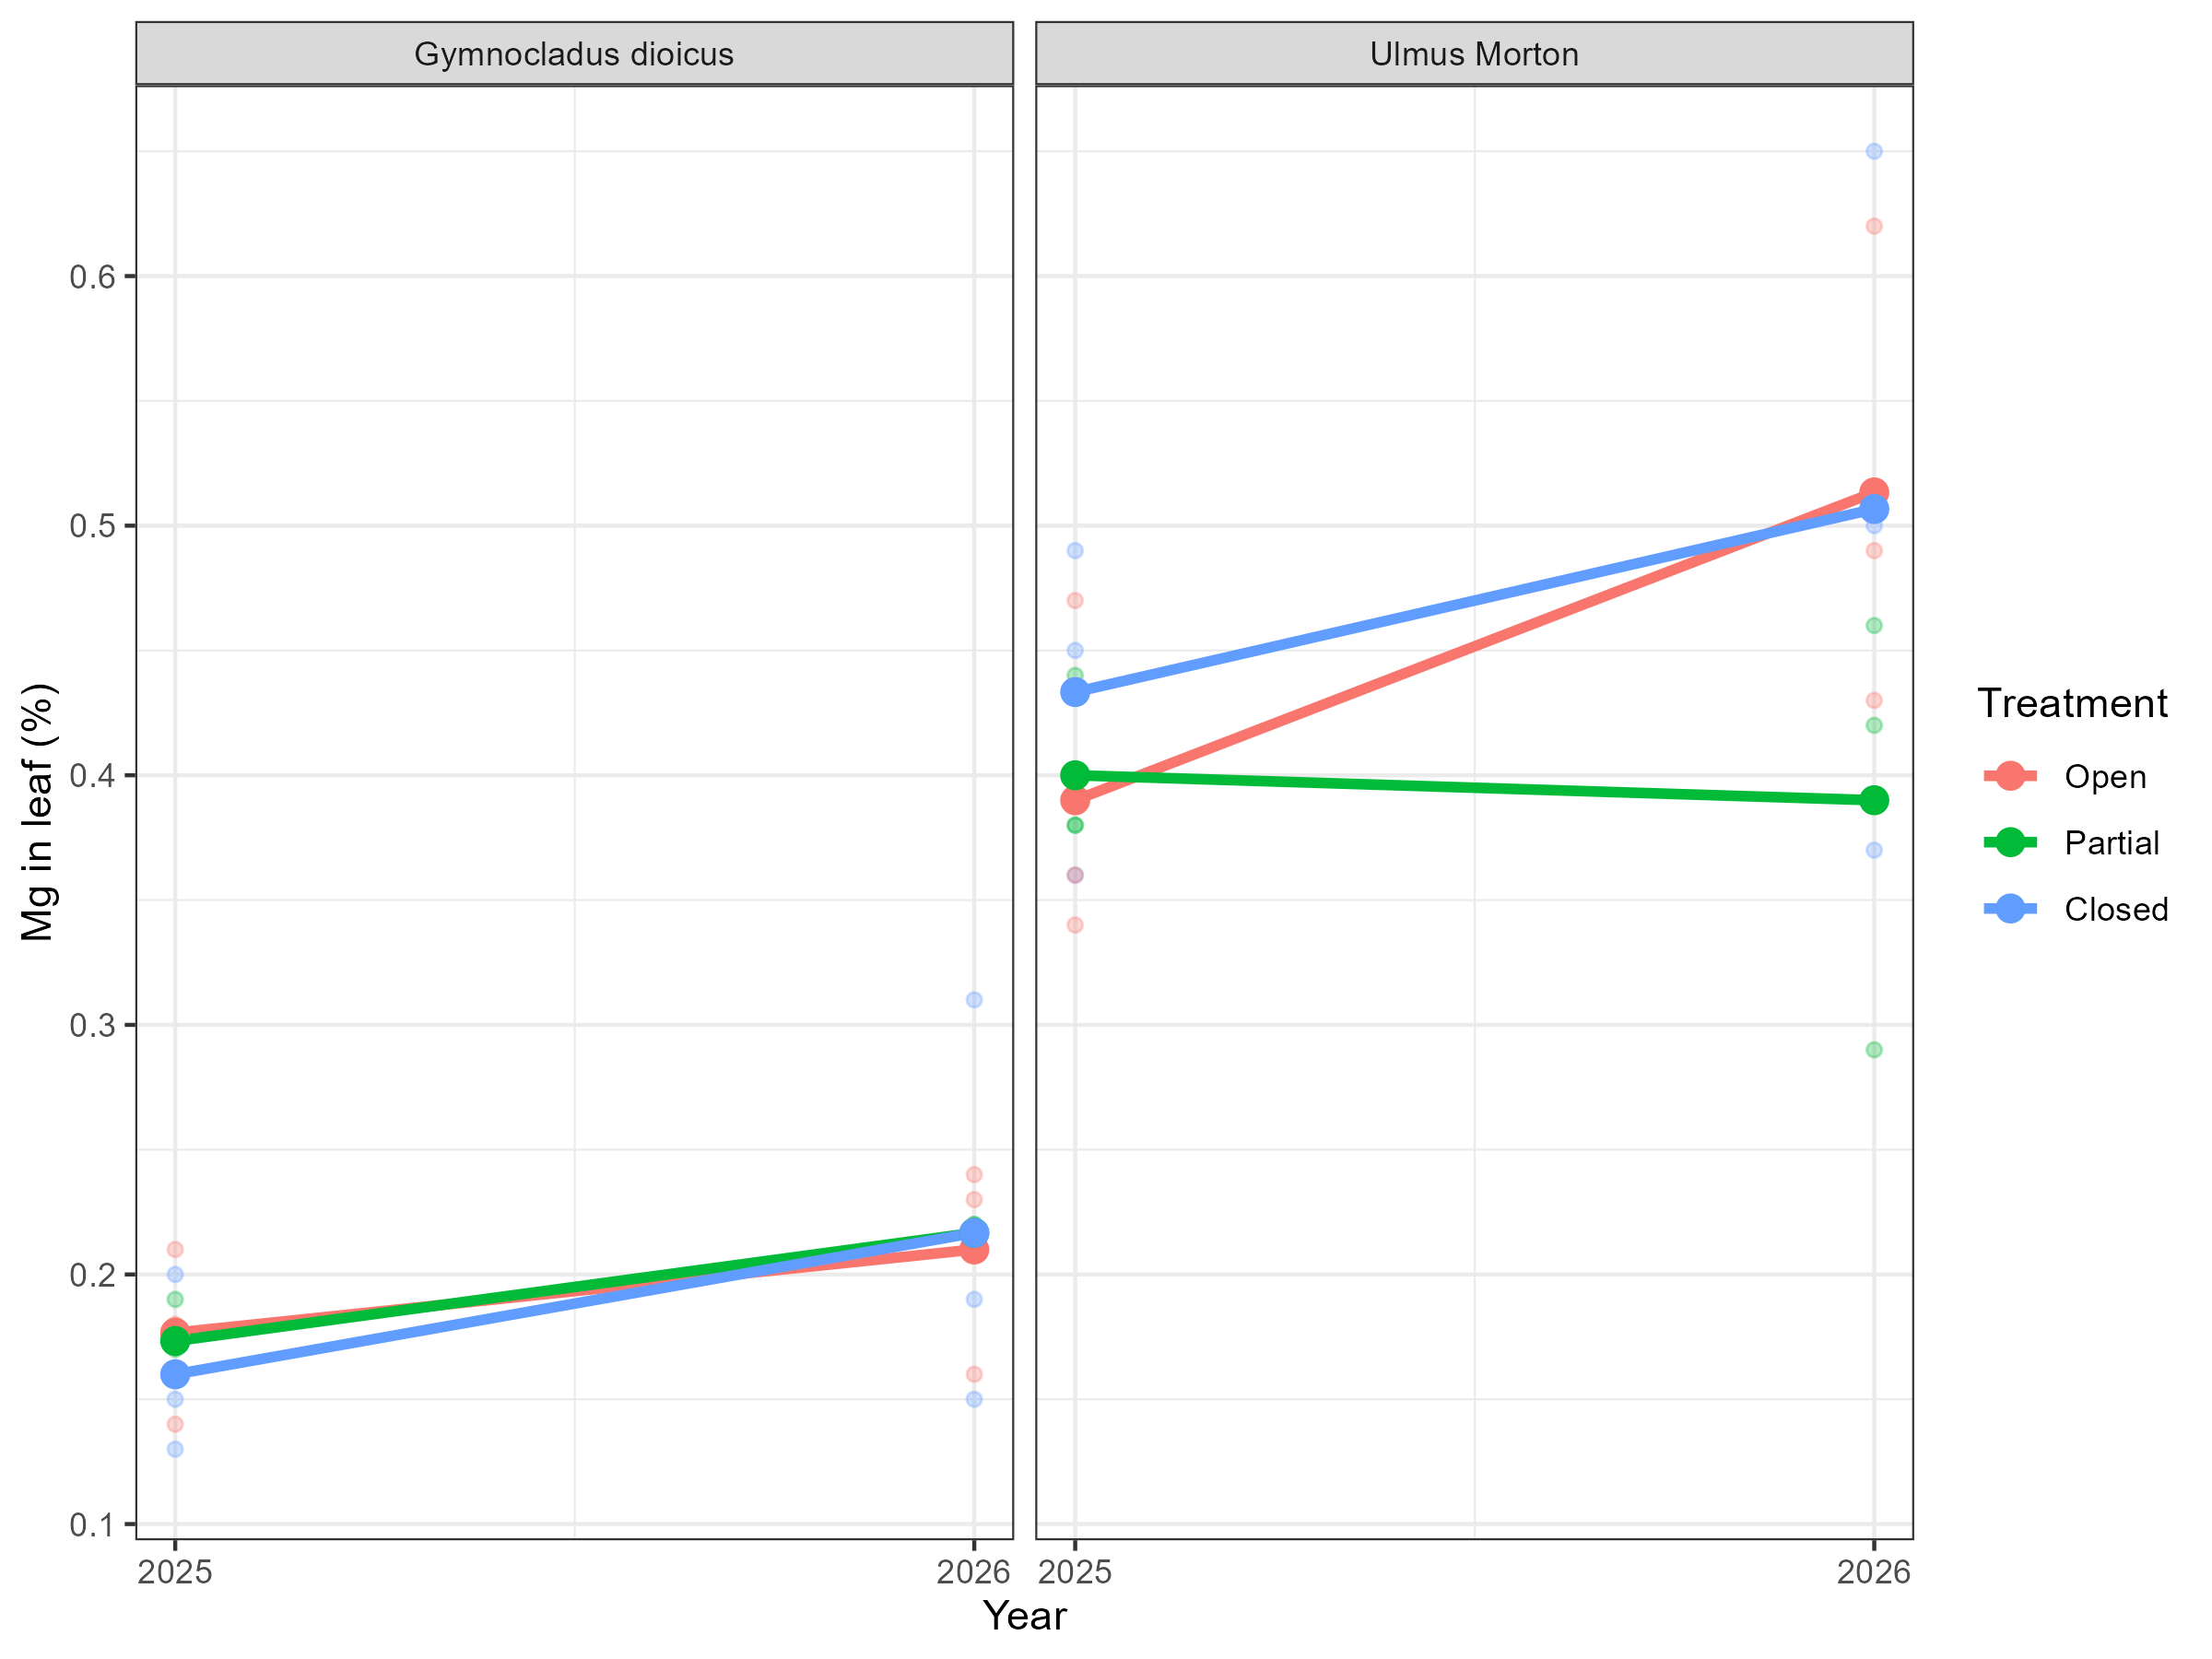 Gymnocladus dioicus
Ulmus Morton
Mg in leaf (%)
0.6
0.5
0.4
0.3
0.2
0.1
2025
2026
2025
2026
Year
Treatment
Open
Partial
Closed